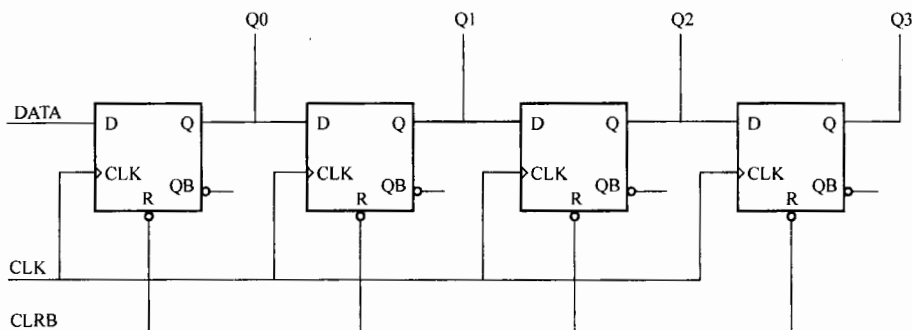 Q0 Q1 Q2 Q3
DATA D Q D Q D Q D Q
CLK CLK CLK CLK
QB QB QB QB
R R R R
CLK
CLRB